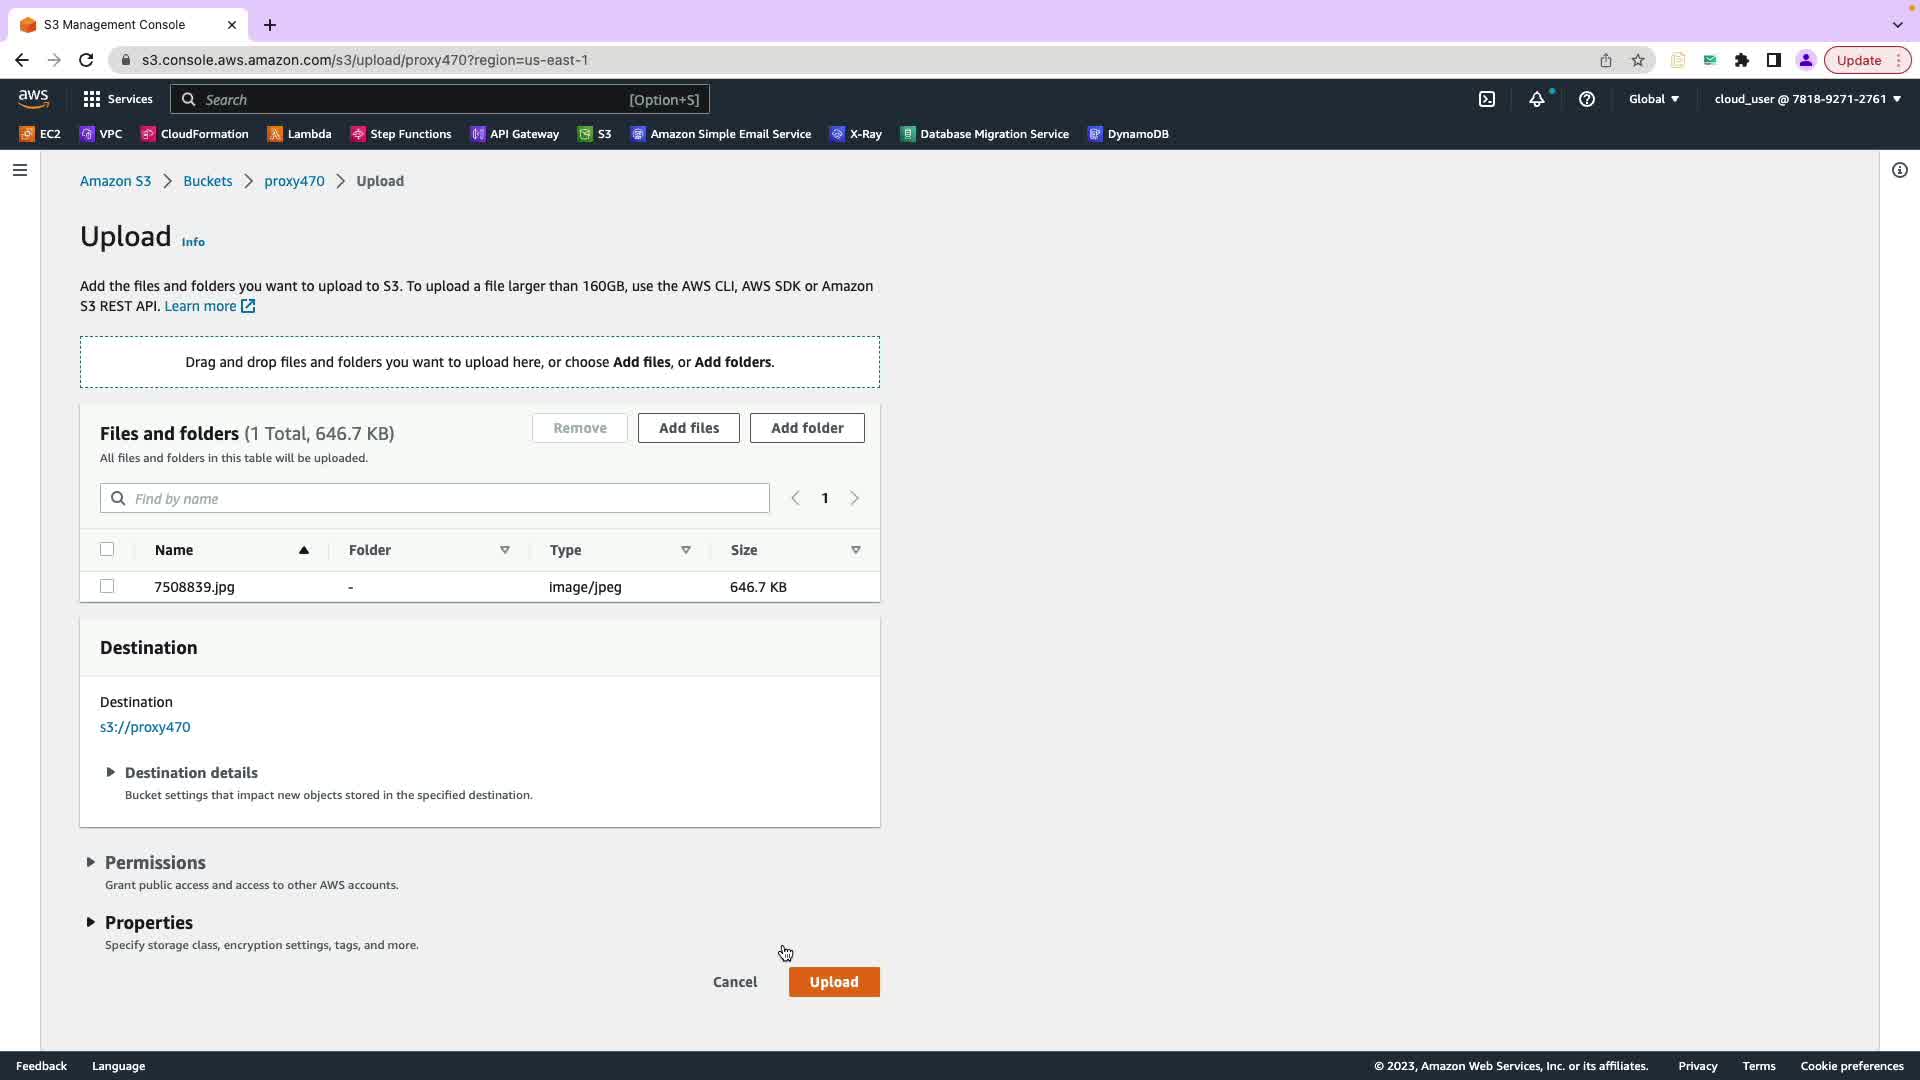 S3 Management Console
s3.console.aws.amazon.com/s3/upload/proxy470?region=us-east-1
Update
aws
Services
Search
[Option+S]
Global
cloud_user @ 7818-9271-2761
EC2
VPC
CloudFormation
Lambda
Step Functions
API Gateway
S3
Amazon Simple Email Service
X-Ray
Database Migration Service
DynamoDB
Amazon S3
Buckets
proxy470
Upload
Upload Info
Add the files and folders you want to upload to S3. To upload a file larger than 160GB, use the AWS CLI, AWS SDK or Amazon
S3 REST API. Learn more
Drag and drop files and folders you want to upload here, or choose Add files, or Add folders.
Files and folders (1 Total, 646.7 KB)
Remove
Add files
Add folder
All files and folders in this table will be uploaded.
Find by name
1
Name
Folder
Type
Size
7508839.jpg
-
image/jpeg
646.7 KB
Destination
Destination
s3://proxy470
Destination details
Bucket settings that impact new objects stored in the specified destination.
Permissions
Grant public access and access to other AWS accounts.
Properties
Specify storage class, encryption settings, tags, and more.
Cancel
Upload
Feedback
Language
© 2023, Amazon Web Services, Inc. or its affiliates.
Privacy
Terms
Cookie preferences